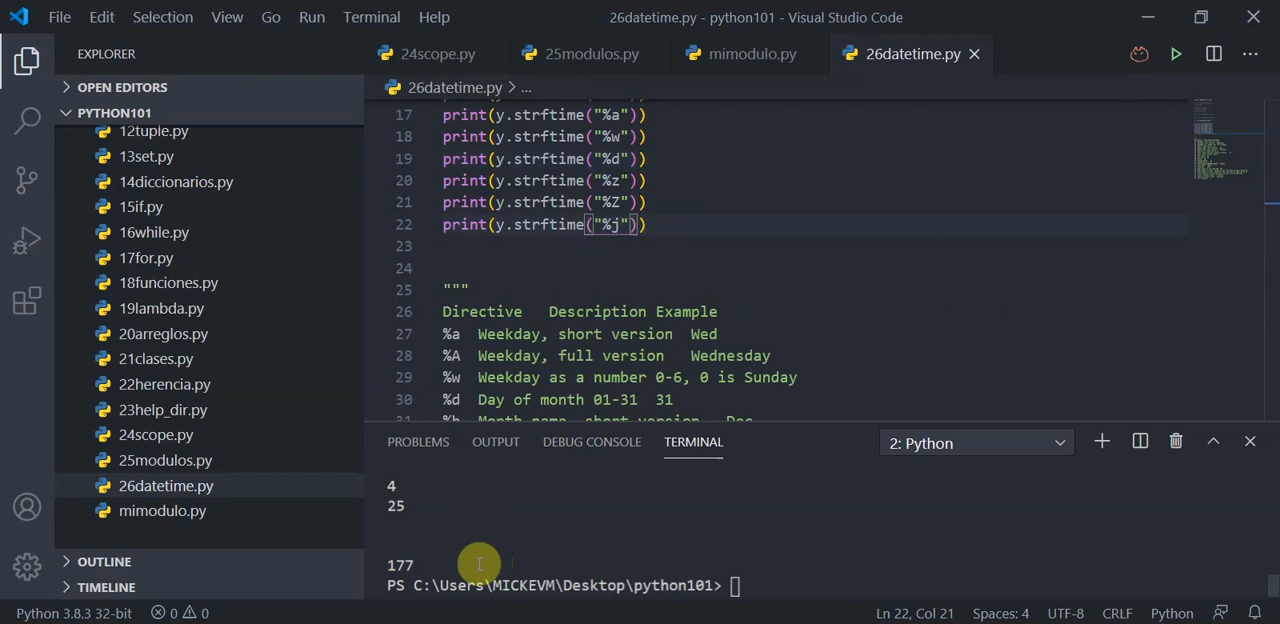 File Edit Selection View Go Run Terminal Help 26datetime.py - python101 - Visual Studio Code
EXPLORER
24scope.py 25modulos.py mimodulo.py 26datetime.py
OPEN EDITORS
26datetime.py > ...
PYTHON101
12tuple.py
13set.py
14diccionarios.py
15if.py
16while.py
17for.py
18funciones.py
19lambda.py
20arreglos.py
21clases.py
22herencia.py
23help_dir.py
24scope.py
25modulos.py
26datetime.py
mimodulo.py
OUTLINE
TIMELINE
17 print(y.strftime("%a"))
18 print(y.strftime("%w"))
19 print(y.strftime("%d"))
20 print(y.strftime("%z"))
21 print(y.strftime("%Z"))
22 print(y.strftime("%j"))
23
24
25 """
26 Directive Description Example
27 %a Weekday, short version Wed
28 %A Weekday, full version Wednesday
29 %w Weekday as a number 0-6, 0 is Sunday
30 %d Day of month 01-31 31
31 %b Month name, short version Dec
PROBLEMS OUTPUT DEBUG CONSOLE TERMINAL 2: Python
4
25
177
PS C:\Users\MICKEVM\Desktop\python101>
Python 3.8.3 32-bit 0 0 Ln 22, Col 21 Spaces: 4 UTF-8 CRLF Python